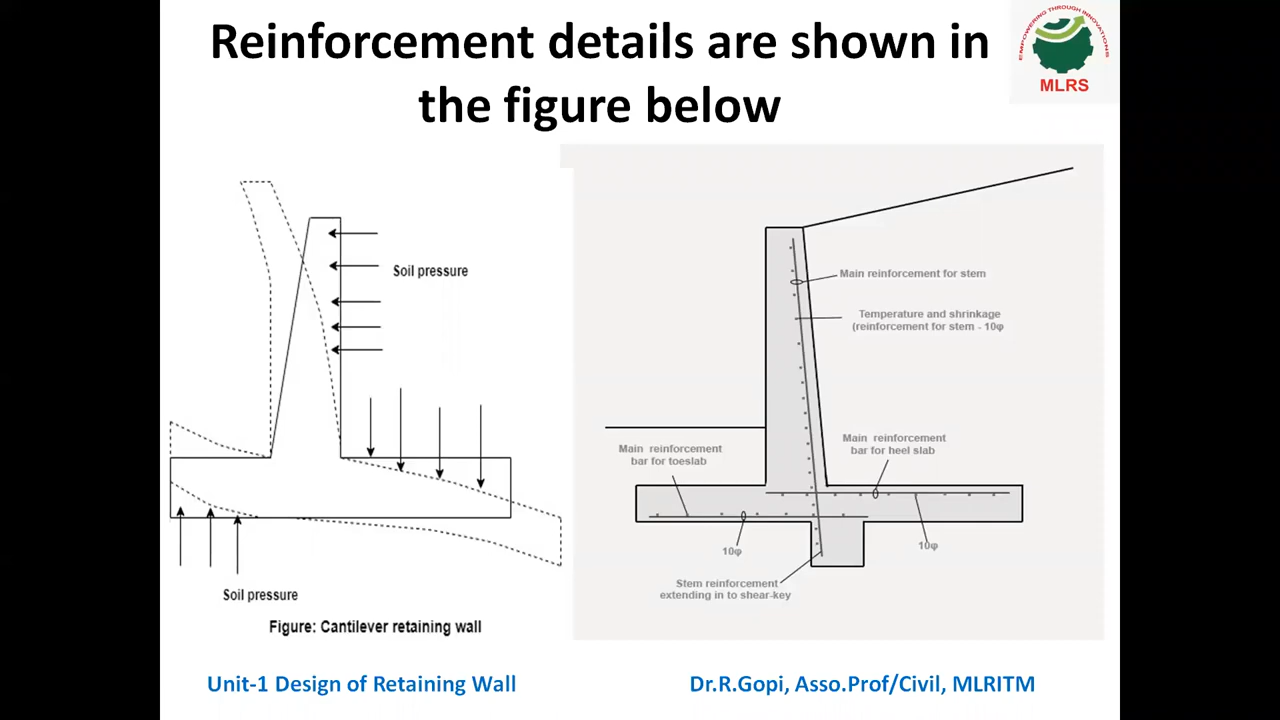 Reinforcement details are shown in
the figure below
EMPOWERING THROUGH INNOVATIONS
MLRS
Soil pressure
Soil pressure
Figure: Cantilever retaining wall
Main reinforcement for stem
Temperature and shrinkage
(reinforcement for stem - 10φ
Main reinforcement
bar for toeslab
Main reinforcement
bar for heel slab
10φ
10φ
Stem reinforcement
extending in to shear-key
Unit-1 Design of Retaining Wall
Dr.R.Gopi, Asso.Prof/Civil, MLRITM